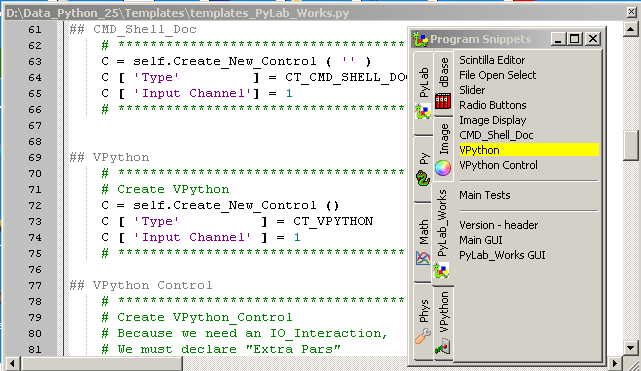 D:\Data_Python_25\Templates\templates_PyLab_Works.py
61 ## CMD_Shell_Doc
62 # *********************************
63 C = self.Create_New_Control ( '' )
64 C [ 'Type' ] = CT_CMD_SHELL_DO
65 C [ 'Input Channel'] = 1
66 # *********************************
67
68
69 ## VPython
70 # *********************************
71 # Create VPython
72 C = self.Create_New_Control ()
73 C [ 'Type' ] = CT_VPYTHON
74 C [ 'Input Channel' ] = 1
75 # *********************************
76
77 ## VPython Control
78 # *********************************
79 # Create VPython_Control
80 # Because we need an IO_Interaction,
81 # We must declare "Extra Pars"
Program Snippets
PyLab
Py
Math
Phys
dBase
Image
PyLab_Works
VPython
Scintilla Editor
File Open Select
Slider
Radio Buttons
Image Display
CMD_Shell_Doc
VPython
VPython Control
Main Tests
Version - header
Main GUI
PyLab_Works GUI